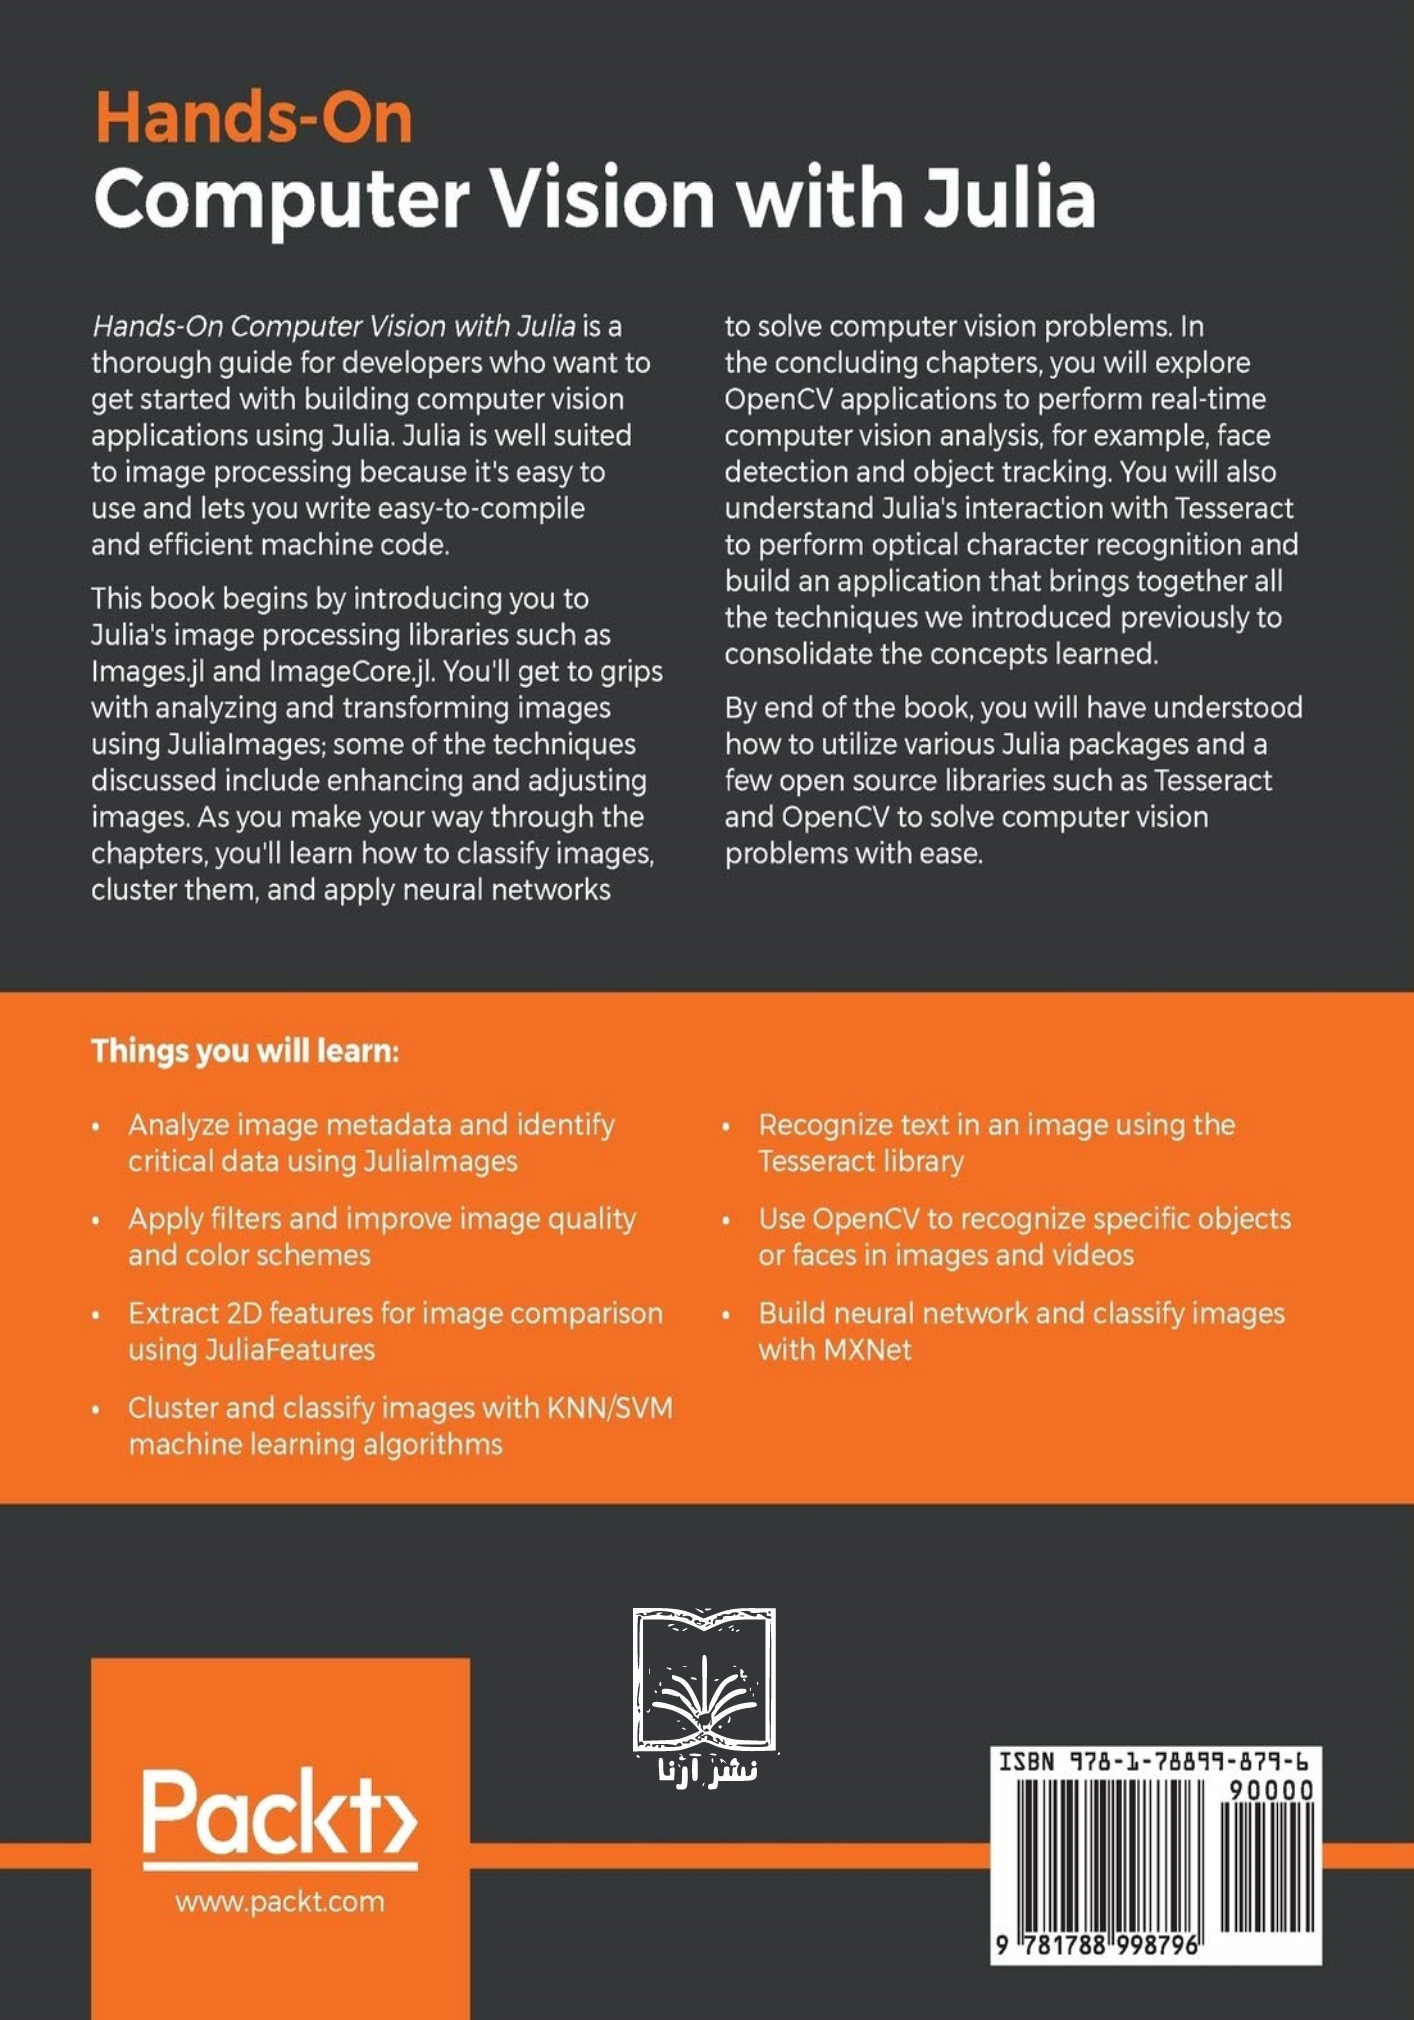 Hands-On
Computer Vision with Julia
Hands-On Computer Vision with Julia is a
thorough guide for developers who want to
get started with building computer vision
applications using Julia. Julia is well suited
to image processing because it's easy to
use and lets you write easy-to-compile
and efficient machine code.
This book begins by introducing you to
Julia's image processing libraries such as
Images.jl and ImageCore.jl. You'll get to grips
with analyzing and transforming images
using JuliaImages; some of the techniques
discussed include enhancing and adjusting
images. As you make your way through the
chapters, you'll learn how to classify images,
cluster them, and apply neural networks
to solve computer vision problems. In
the concluding chapters, you will explore
OpenCV applications to perform real-time
computer vision analysis, for example, face
detection and object tracking. You will also
understand Julia's interaction with Tesseract
to perform optical character recognition and
build an application that brings together all
the techniques we introduced previously to
consolidate the concepts learned.
By end of the book, you will have understood
how to utilize various Julia packages and a
few open source libraries such as Tesseract
and OpenCV to solve computer vision
problems with ease.
Things you will learn:
• Analyze image metadata and identify
critical data using JuliaImages
• Apply filters and improve image quality
and color schemes
• Extract 2D features for image comparison
using JuliaFeatures
• Cluster and classify images with KNN/SVM
machine learning algorithms
• Recognize text in an image using the
Tesseract library
• Use OpenCV to recognize specific objects
or faces in images and videos
• Build neural network and classify images
with MXNet
نشر آرنا
Packt>
www.packt.com
ISBN 978-1-78899-879-6
90000
9 781788 998796